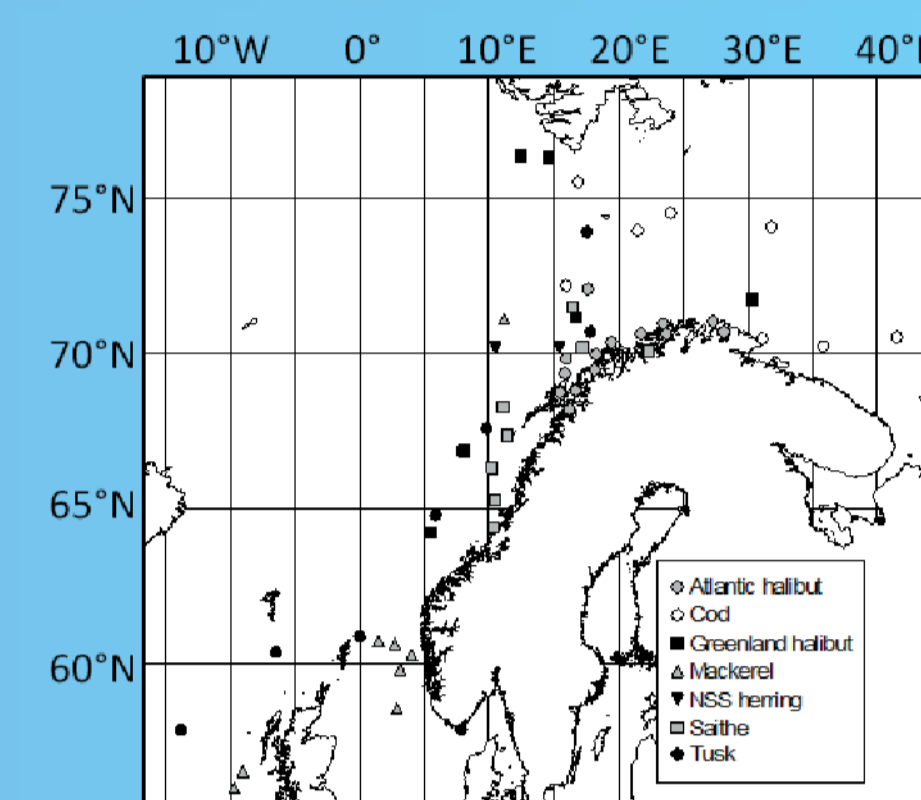 10°W 0° 10°E 20°E 30°E 40°
75°N
70°N
65°N
60°N
Atlantic halibut
Cod
Greenland halibut
Mackerel
NSS herring
Saithe
Tusk